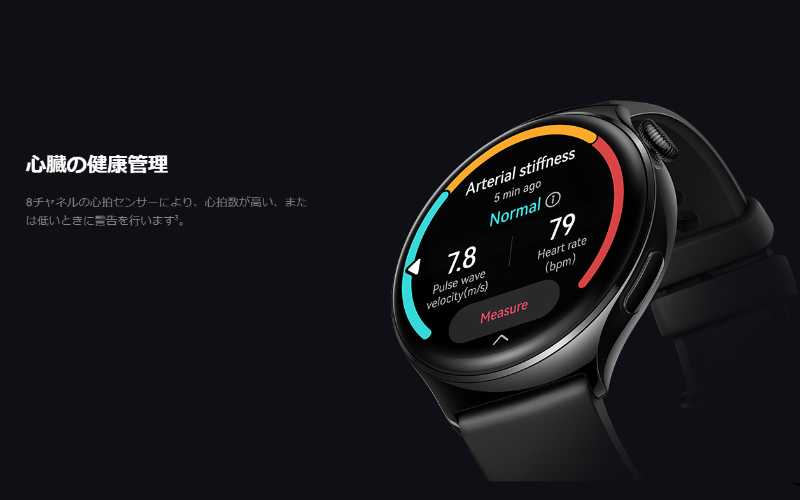 心臓の健康管理
8チャネルの心拍センサーにより、心拍数が高い、また
は低いときに警告を行います³。
Arterial stiffness
5 min ago
Normal
7.8
Pulse wave
velocity(m/s)
79
Heart rate
(bpm)
Measure